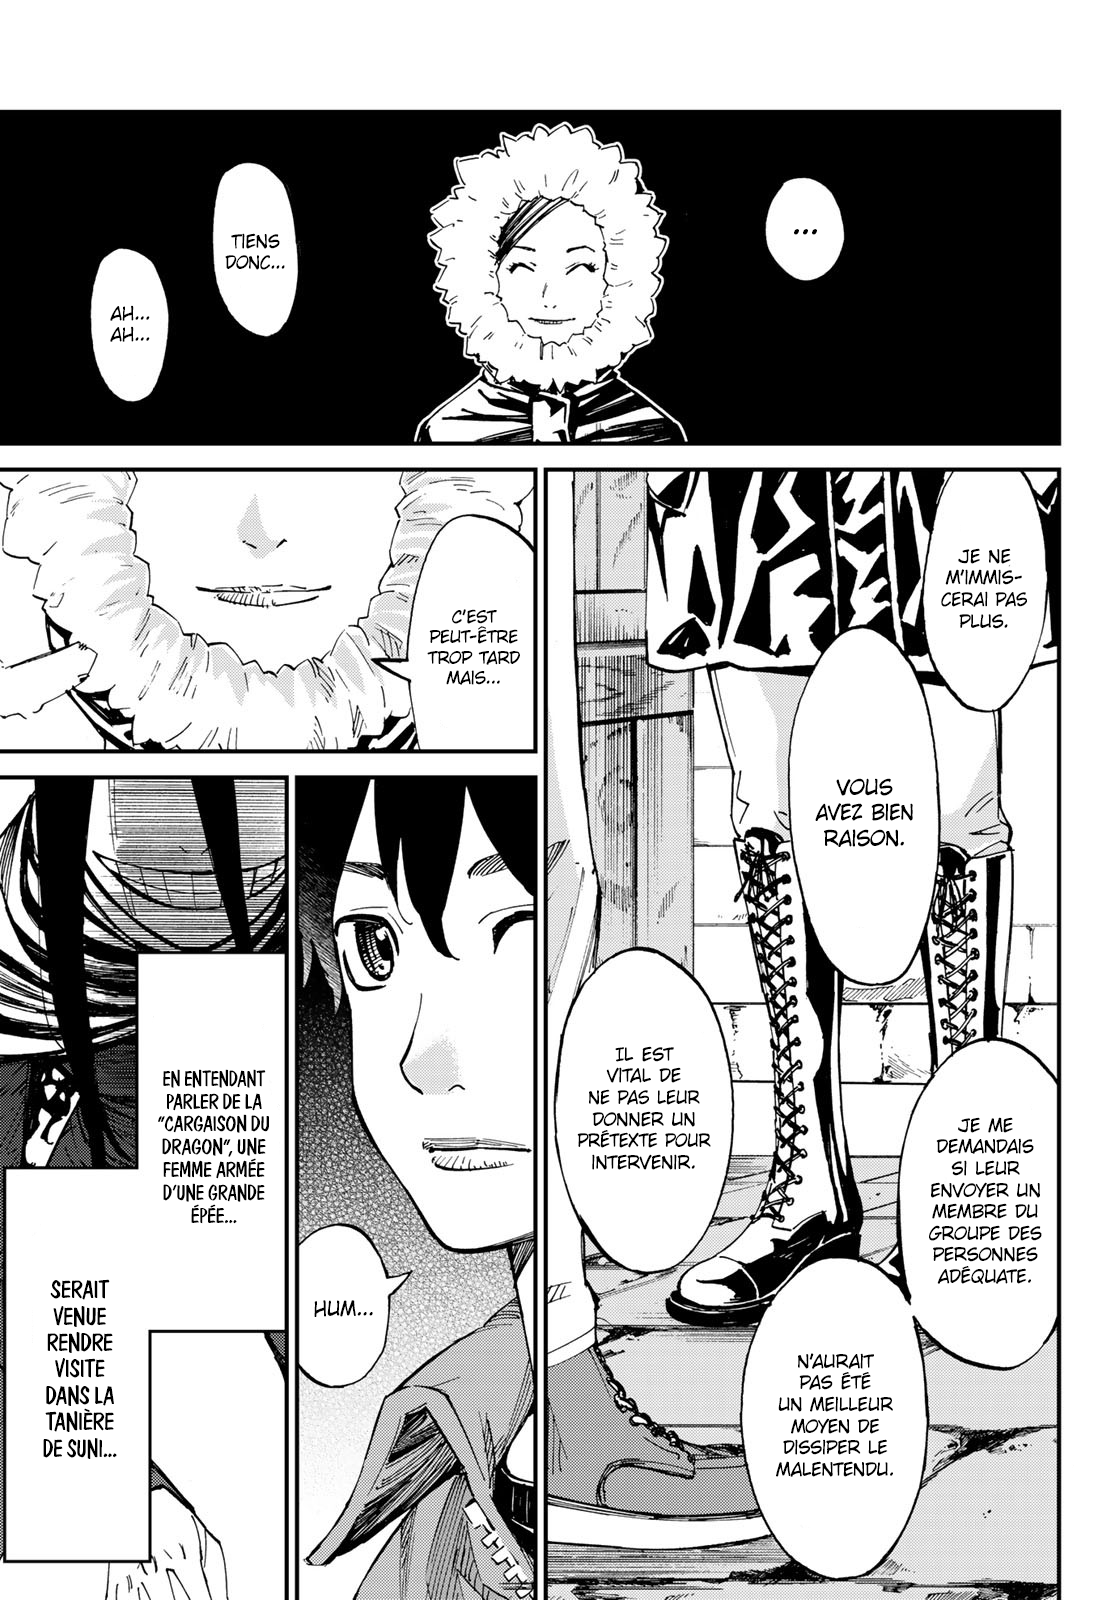 ...
TIENS
DONC...
AH...
AH...
JE NE
M'IMMIS-
CERAI PAS
PLUS.
VOUS
AVEZ BIEN
RAISON.
IL EST
VITAL DE
NE PAS LEUR
DONNER UN
PRÉTEXTE POUR
INTERVENIR.
JE ME
DEMANDAIS
SI LEUR
ENVOYER UN
MEMBRE DU
GROUPE DES
PERSONNES
ADÉQUATE.
N'AURAIT
PAS ÉTÉ
UN MEILLEUR
MOYEN DE
DISSIPER LE
MALENTENDU.
C'EST
PEUT-ÊTRE
TROP TARD
MAIS...
HUM...
EN ENTENDANT
PARLER DE LA
"CARGAISON DU
DRAGON", UNE
FEMME ARMÉE
D'UNE GRANDE
ÉPÉE...
SERAIT
VENUE
RENDRE
VISITE
DANS LA
TANIÈRE
DE SUNI...